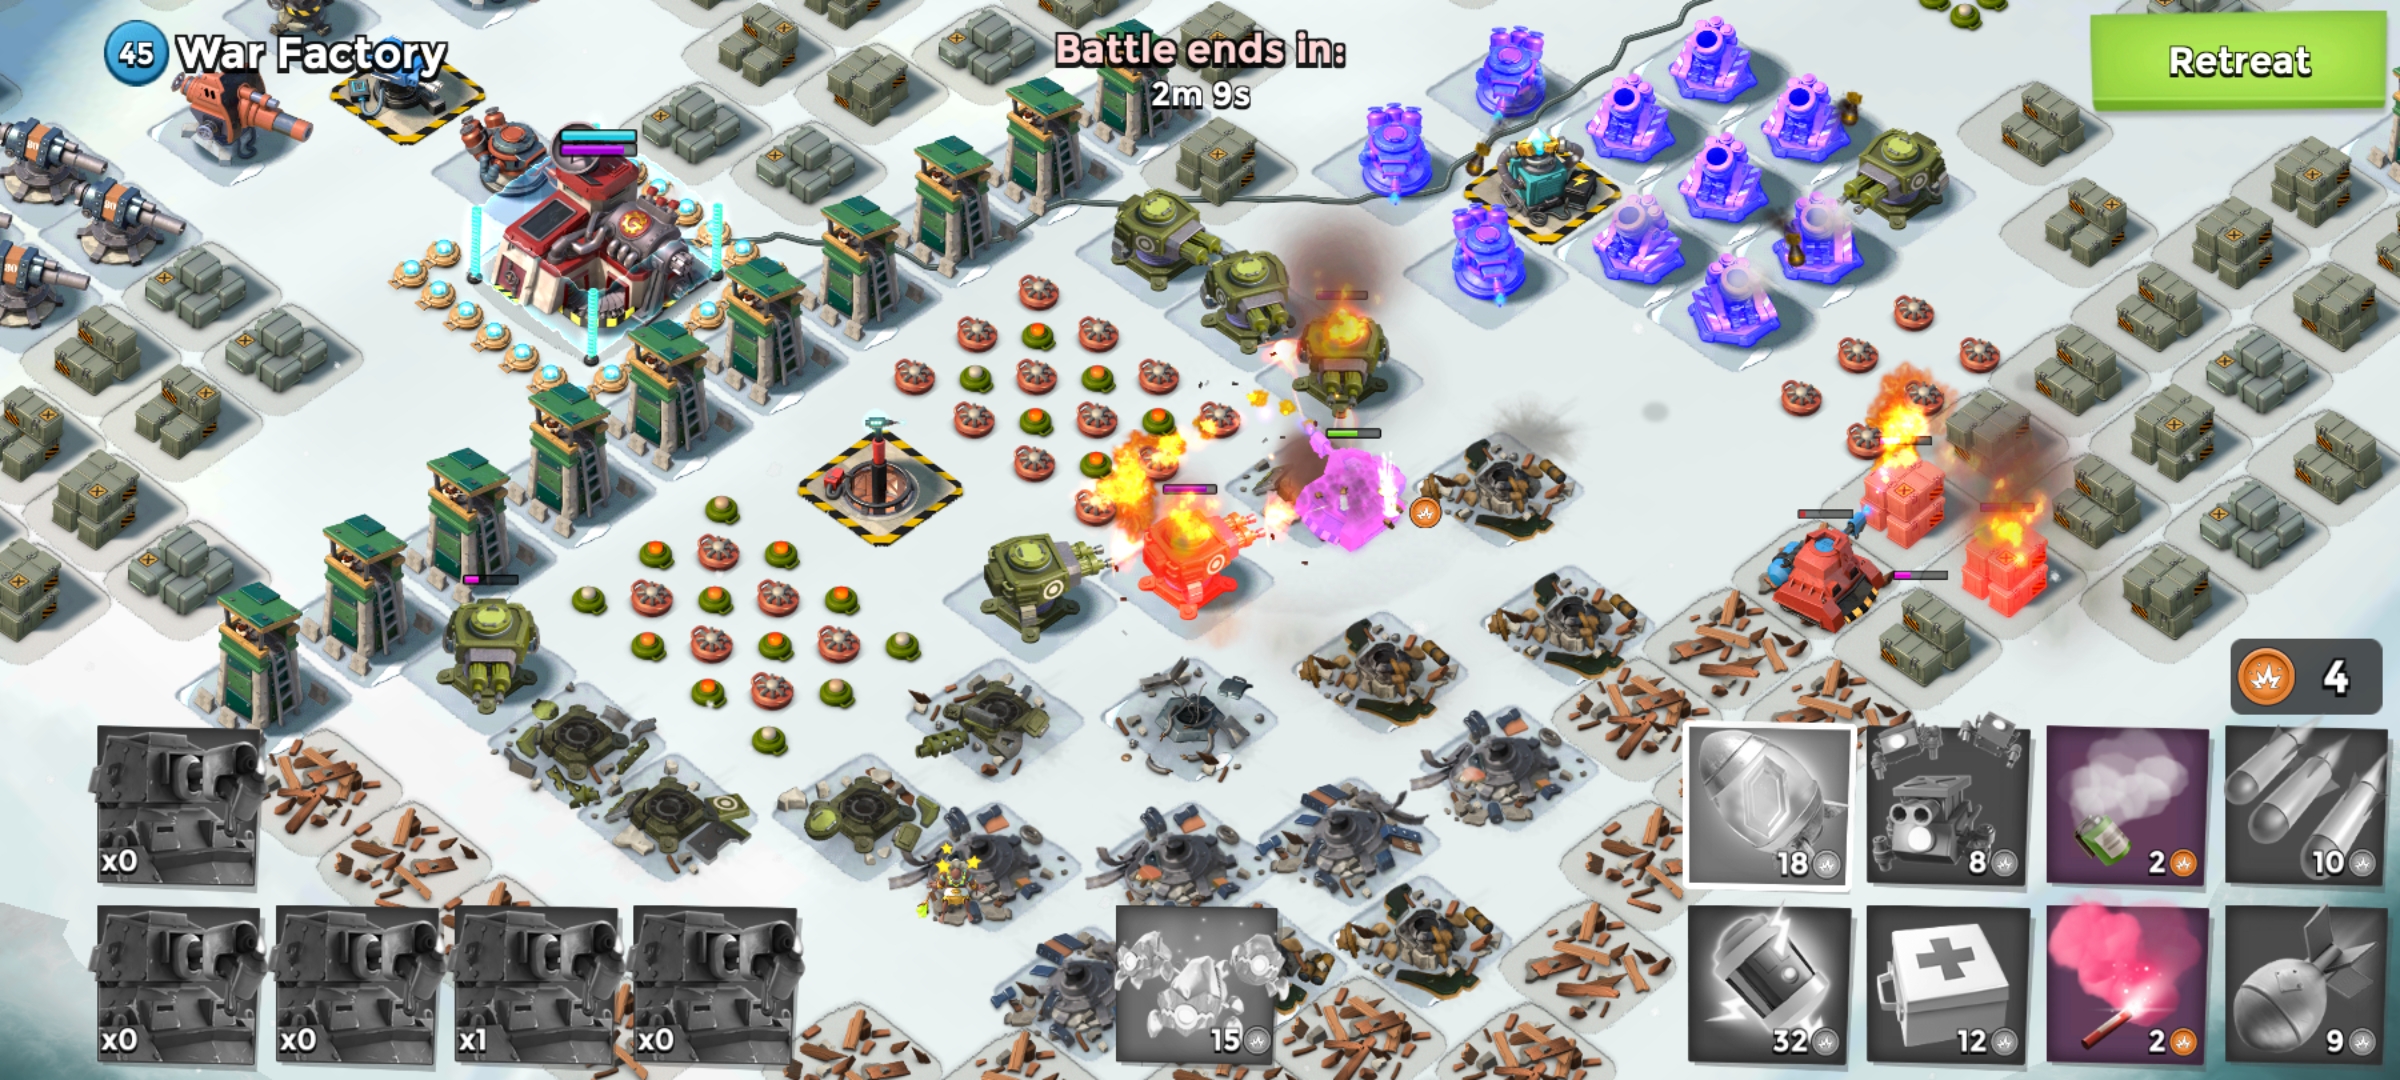 45 War Factory
Battle ends in:
2m 9s
Retreat
4
x0
18
8
2
10
x0
x0
x1
x0
15
32
12
2
9